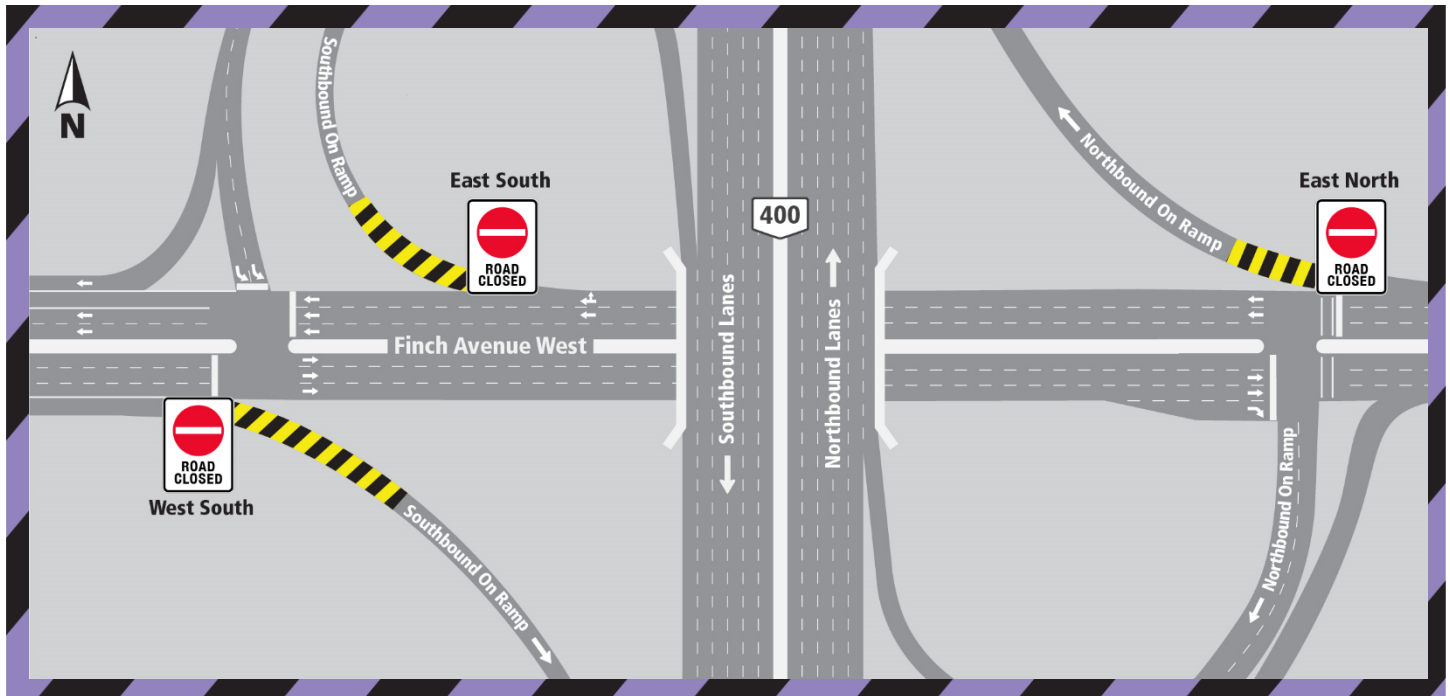 N
Southbound On Ramp
East South
ROAD
CLOSED
400
Northbound On Ramp
East North
ROAD
CLOSED
Finch Avenue West
Southbound Lanes
Northbound Lanes
ROAD
CLOSED
West South
Southbound On Ramp
Northbound On Ramp